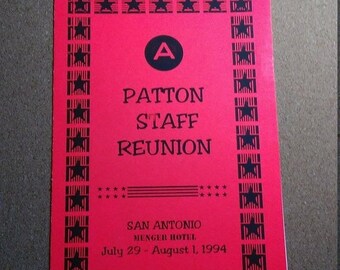 A
PATTON
STAFF
REUNION
SAN ANTONIO
MENGER HOTEL
July 29 - August 1, 1994